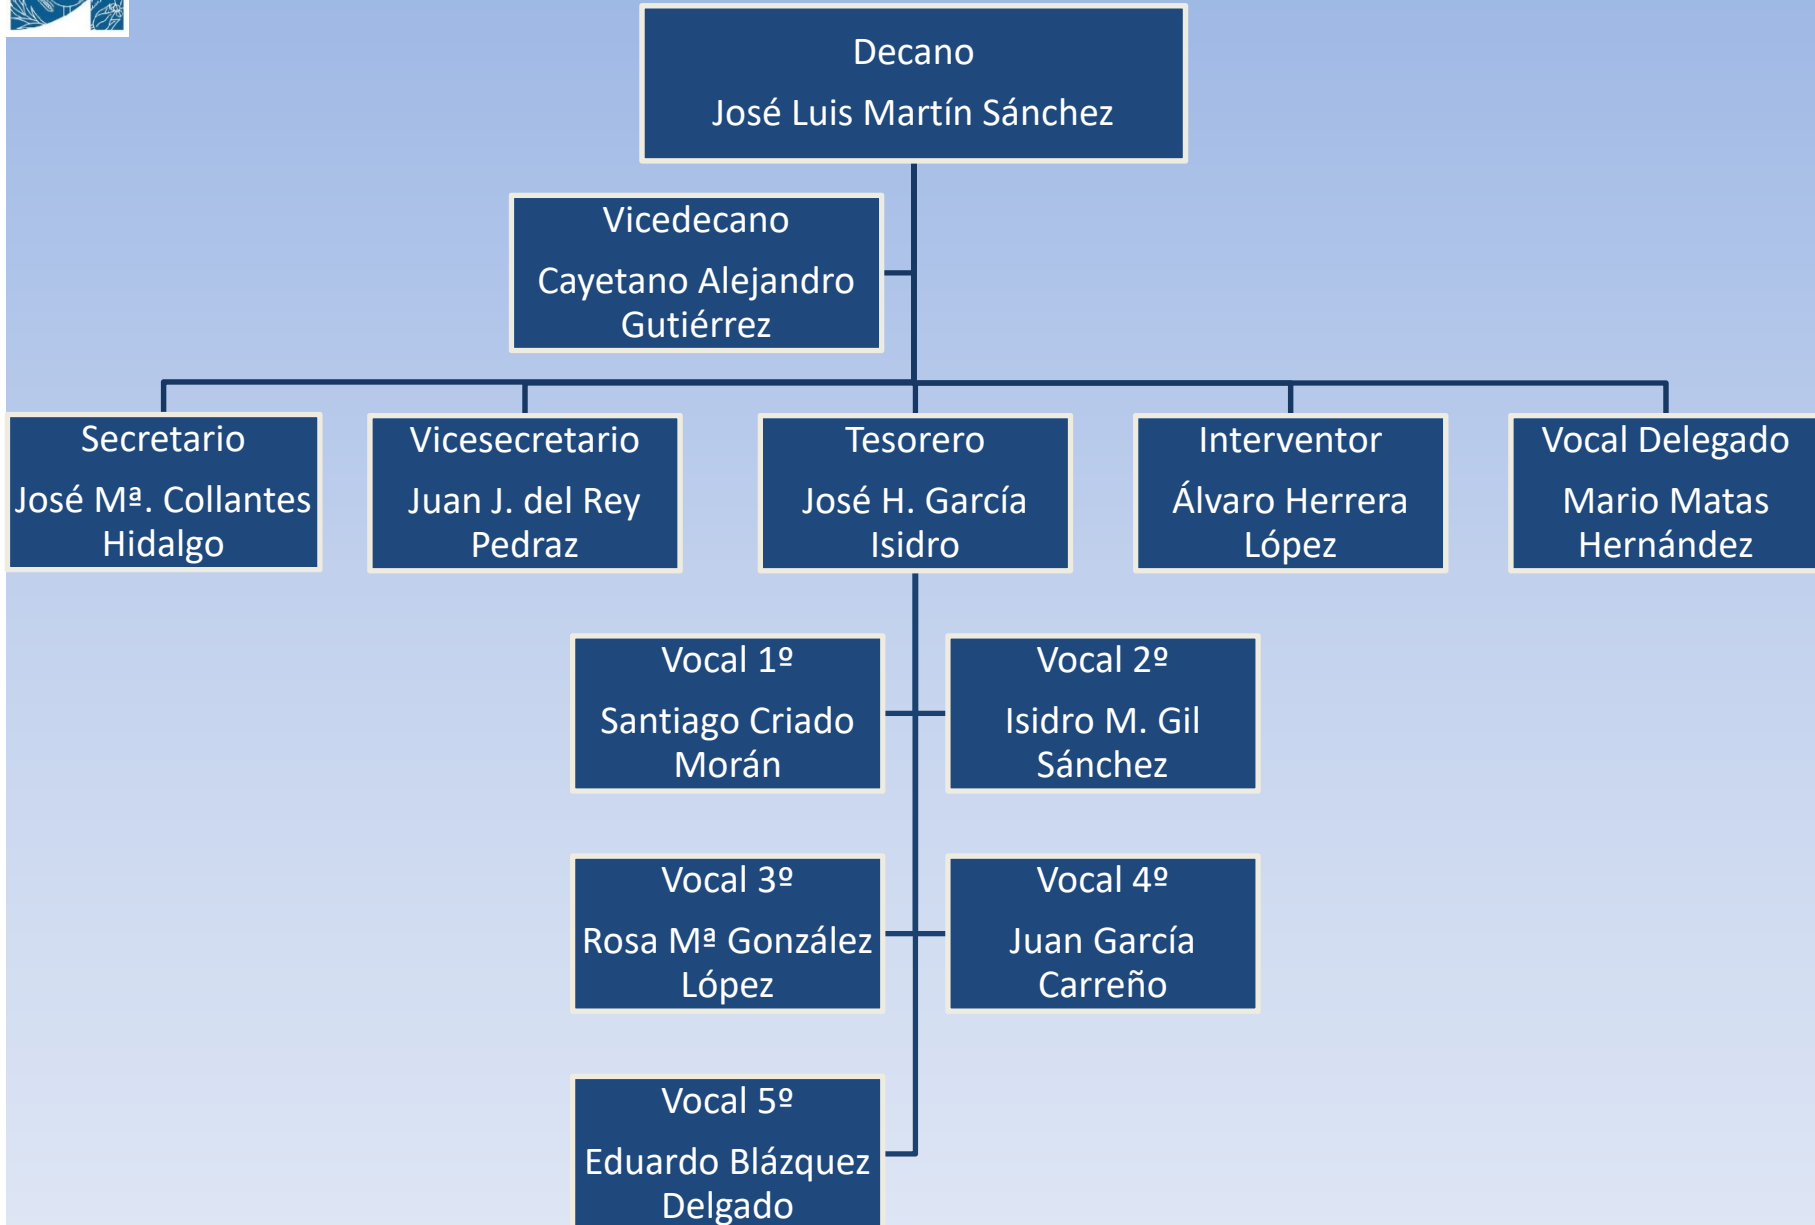 Decano
José Luis Martín Sánchez
Vicedecano
Cayetano Alejandro
Gutiérrez
Secretario
José Mª. Collantes
Hidalgo
Vicesecretario
Juan J. del Rey
Pedraz
Tesorero
José H. García
Isidro
Interventor
Álvaro Herrera
López
Vocal Delegado
Mario Matas
Hernández
Vocal 1º
Santiago Criado
Morán
Vocal 2º
Isidro M. Gil
Sánchez
Vocal 3º
Rosa Mª González
López
Vocal 4º
Juan García
Carreño
Vocal 5º
Eduardo Blázquez
Delgado